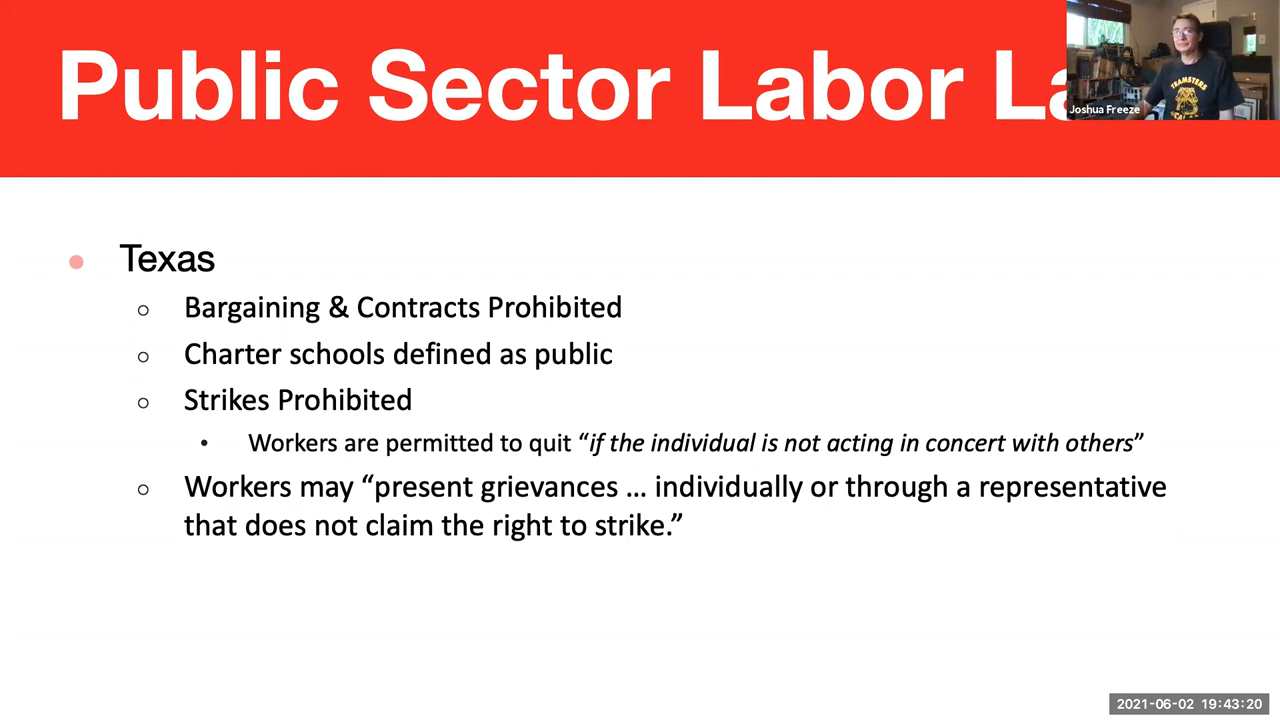 Public Sector Labor La
TEAMSTERS
Joshua Freeze
Texas
Bargaining & Contracts Prohibited
Charter schools defined as public
Strikes Prohibited
Workers are permitted to quit “if the individual is not acting in concert with others”
Workers may “present grievances … individually or through a representative
that does not claim the right to strike.”
2021-06-02 19:43:20